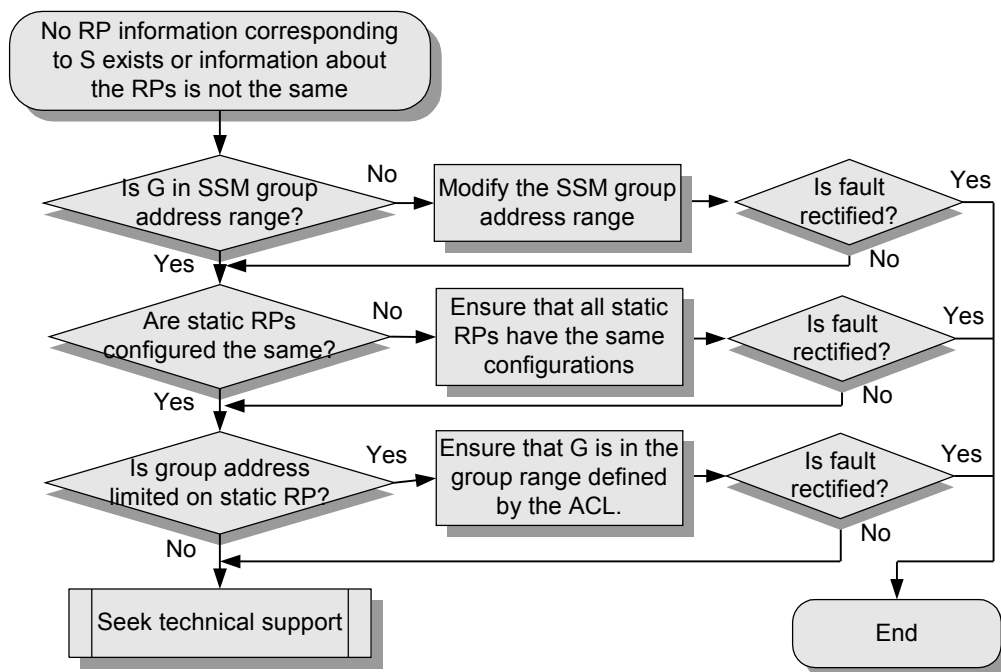 No RP information corresponding
to S exists or information about
the RPs is not the same
Is G in SSM group
address range?
No
Modify the SSM group
address range
Is fault
rectified?
Yes
No
Yes
Are static RPs
configured the same?
No
Ensure that all static
RPs have the same
configurations
Is fault
rectified?
Yes
No
Yes
Is group address
limited on static RP?
Yes
Ensure that G is in the
group range defined
by the ACL.
Is fault
rectified?
Yes
No
No
Seek technical support
End